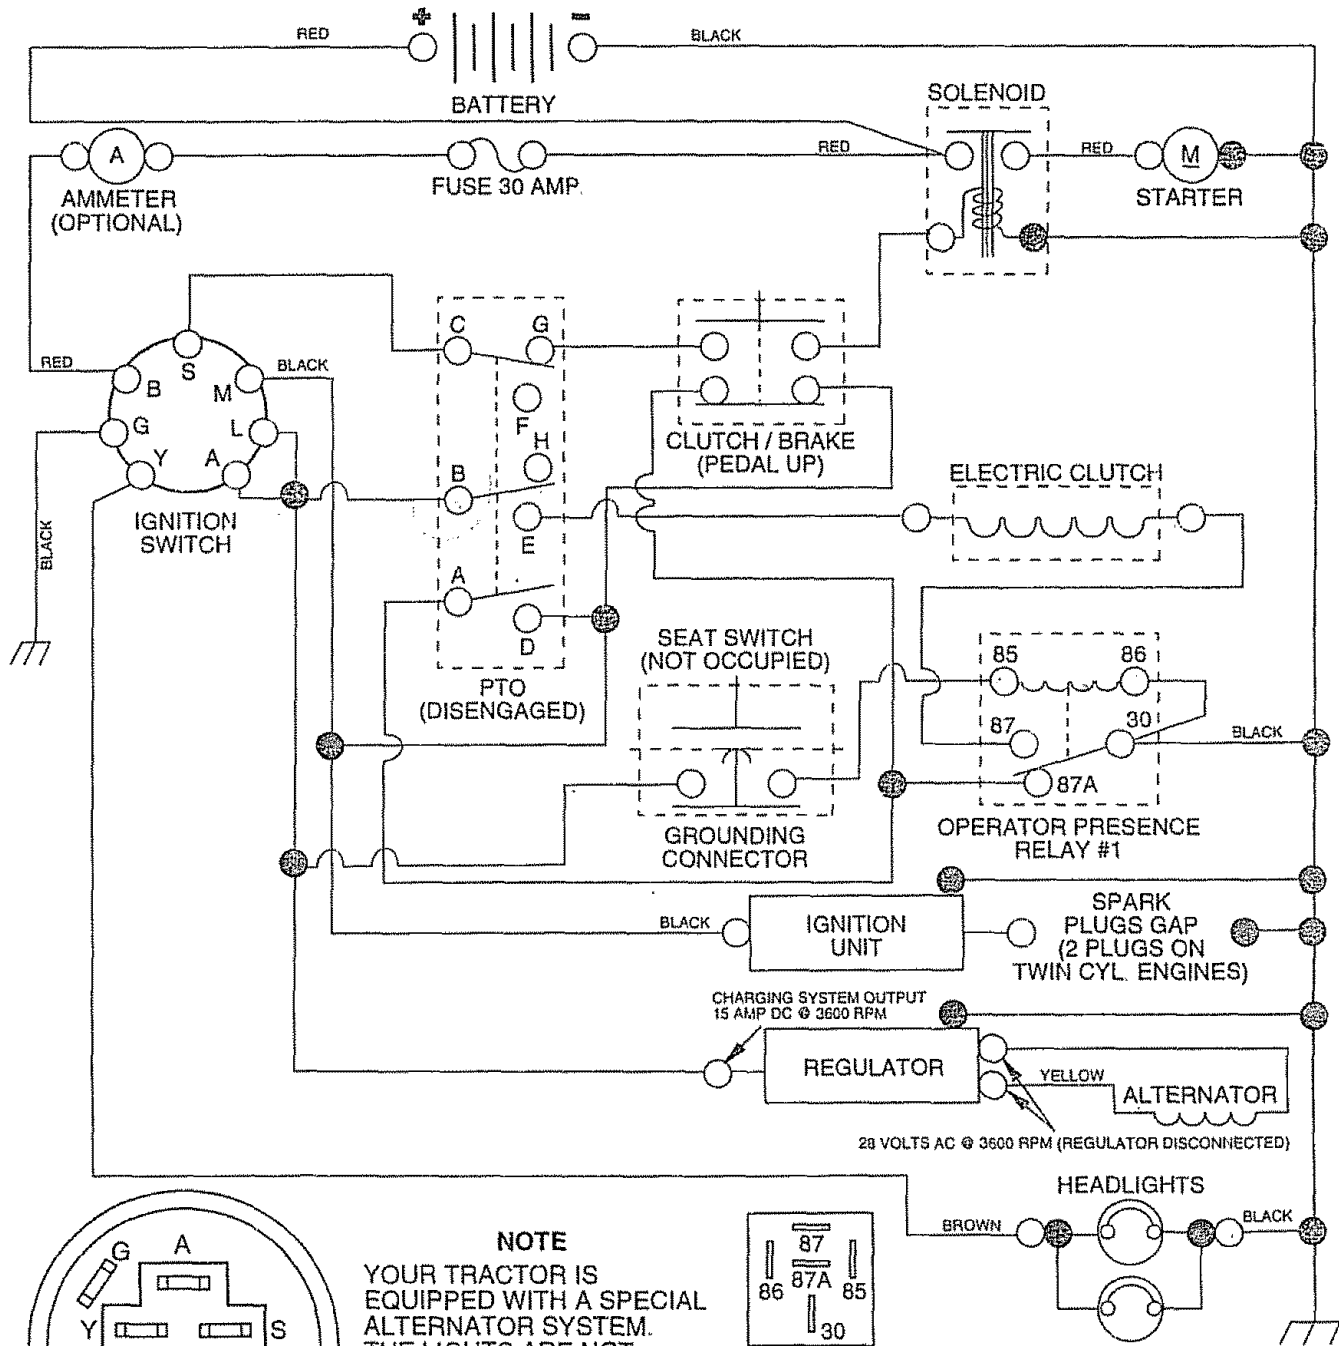 + -
RED
BLACK
BATTERY
SOLENOID
A
RED
RED
M
FUSE 30 AMP.
AMMETER
(OPTIONAL)
STARTER
S
C
G
RED
BLACK
B
M
G
L
F
Y
A
H
CLUTCH / BRAKE
(PEDAL UP)
B
ELECTRIC CLUTCH
IGNITION
SWITCH
E
BLACK
A
D
SEAT SWITCH
(NOT OCCUPIED)
85
86
PTO
(DISENGAGED)
87
30
BLACK
87A
GROUNDING
CONNECTOR
OPERATOR PRESENCE
RELAY #1
BLACK
IGNITION
UNIT
SPARK
PLUGS GAP
(2 PLUGS ON
TWIN CYL. ENGINES)
CHARGING SYSTEM OUTPUT
15 AMP DC @ 3600 RPM
REGULATOR
YELLOW
ALTERNATOR
28 VOLTS AC @ 3600 RPM (REGULATOR DISCONNECTED)
HEADLIGHTS
BROWN
BLACK
G
A
Y
S
NOTE
YOUR TRACTOR IS
EQUIPPED WITH A SPECIAL
ALTERNATOR SYSTEM.
THE LIGHTS ARE NOT
87
86
87A
85
30